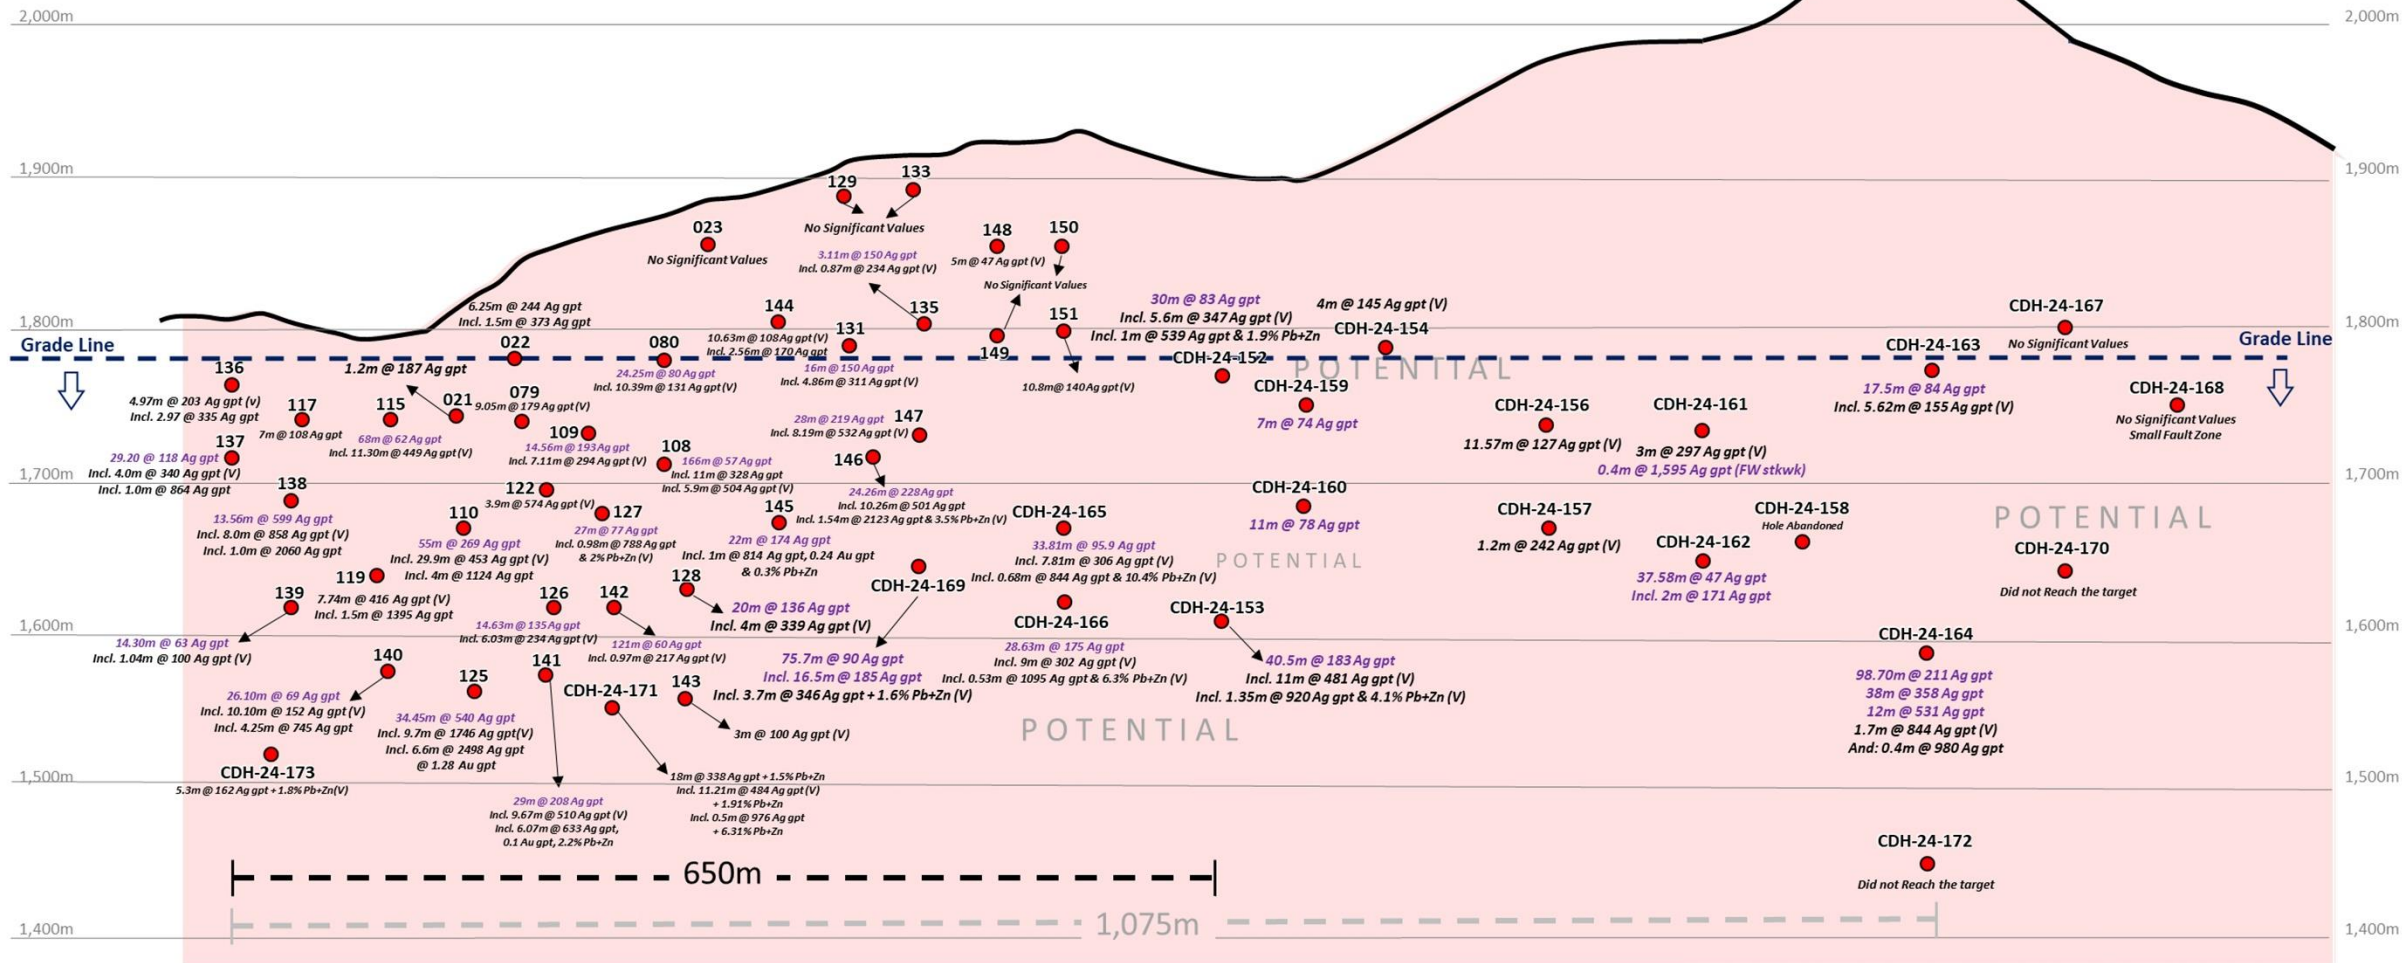 2,000m
2,000m
1,900m
1,900m
129
133
No Significant Values
023
No Significant Values
148
5m @ 47 Ag gpt (V)
150
No Significant Values
3.11m @ 150 Ag gpt
Incl. 0.87m @ 234 Ag gpt (V)
135
6.25m @ 244 Ag gpt
Incl. 1.5m @ 373 Ag gpt
022
144
10.63m @ 108 Ag gpt (V)
Incl. 2.56m @ 170 Ag gpt
131
16m @ 150 Ag gpt
Incl. 4.86m @ 311 Ag gpt (V)
149
151
10.8m @ 140 Ag gpt (V)
30m @ 83 Ag gpt
Incl. 5.6m @ 347 Ag gpt (V)
Incl. 1m @ 539 Ag gpt & 1.9% Pb+Zn
CDH-24-152
4m @ 145 Ag gpt (V)
CDH-24-154
CDH-24-167
No Significant Values
1,800m
1,800m
Grade Line
Grade Line
POTENTITAL
080
24.25m @ 80 Ag gpt
Incl. 10.39m @ 131 Ag gpt (V)
CDH-24-163
17.5m @ 84 Ag gpt
Incl. 5.62m @ 155 Ag gpt (V)
CDH-24-168
No Significant Values
Small Fault Zone
136
4.97m @ 203 Ag gpt (v)
Incl. 2.97 @ 335 Ag gpt
117
7m @ 108 Ag gpt
1.2m @ 187 Ag gpt
115
68m @ 62 Ag gpt
Incl. 11.30m @ 449 Ag gpt (V)
021
079
9.05m @ 179 Ag gpt (V)
109
14.56m @ 193 Ag gpt
Incl. 7.11m @ 294 Ag gpt (V)
108
166m @ 57 Ag gpt
Incl. 11m @ 328 Ag gpt
Incl. 5.9m @ 504 Ag gpt (V)
28m @ 219 Ag gpt
Incl. 8.19m @ 532 Ag gpt (V)
147
146
24.26m @ 228 Ag gpt
Incl. 10.26m @ 501 Ag gpt
Incl. 1.54m @ 2123 Ag gpt & 3.5% Pb+Zn (V)
CDH-24-159
7m @ 74 Ag gpt
CDH-24-156
11.57m @ 127 Ag gpt (V)
CDH-24-161
3m @ 297 Ag gpt (V)
0.4m @ 1,595 Ag gpt (FW stkwk)
137
29.20 @ 118 Ag gpt
Incl. 4.0m @ 340 Ag gpt (V)
Incl. 1.0m @ 864 Ag gpt
1,700m
1,700m
138
13.56m @ 599 Ag gpt
Incl. 8.0m @ 858 Ag gpt (V)
Incl. 1.0m @ 2060 Ag gpt
122
3.9m @ 574 Ag gpt (V)
110
55m @ 269 Ag gpt
Incl. 29.9m @ 453 Ag gpt (V)
Incl. 4m @ 1124 Ag gpt
127
27m @ 77 Ag gpt
Incl. 0.98m @ 788 Ag gpt
& 2% Pb+Zn (V)
145
22m @ 174 Ag gpt
Incl. 1m @ 814 Ag gpt, 0.24 Au gpt
& 0.3% Pb+Zn
CDH-24-165
33.81m @ 95.9 Ag gpt
Incl. 7.81m @ 306 Ag gpt (V)
Incl. 0.68m @ 844 Ag gpt & 10.4% Pb+Zn (V)
CDH-24-160
11m @ 78 Ag gpt
POTENTIAL
CDH-24-157
1.2m @ 242 Ag gpt (V)
CDH-24-158
Hole Abandoned
CDH-24-162
37.58m @ 47 Ag gpt
Incl. 2m @ 171 Ag gpt
POTENTIAL
CDH-24-170
Did not Reach the target
119
7.74m @ 416 Ag gpt (V)
Incl. 1.5m @ 1395 Ag gpt
139
14.30m @ 63 Ag gpt
Incl. 1.04m @ 100 Ag gpt (V)
126
14.63m @ 135 Ag gpt
Incl. 6.03m @ 234 Ag gpt (V)
142
121m @ 60 Ag gpt
Incl. 0.97m @ 217 Ag gpt (V)
128
20m @ 136 Ag gpt
Incl. 4m @ 339 Ag gpt (V)
CDH-24-169
75.7m @ 90 Ag gpt
Incl. 16.5m @ 185 Ag gpt
Incl. 3.7m @ 346 Ag gpt + 1.6% Pb+Zn (V)
CDH-24-166
28.63m @ 175 Ag gpt
Incl. 9m @ 302 Ag gpt (V)
Incl. 0.53m @ 1095 Ag gpt & 6.3% Pb+Zn (V)
CDH-24-153
40.5m @ 183 Ag gpt
Incl. 11m @ 481 Ag gpt (V)
Incl. 1.35m @ 920 Ag gpt & 4.1% Pb+Zn (V)
1,600m
1,600m
CDH-24-164
98.70m @ 211 Ag gpt
38m @ 358 Ag gpt
12m @ 531 Ag gpt
1.7m @ 844 Ag gpt (V)
And: 0.4m @ 980 Ag gpt
140
26.10m @ 69 Ag gpt
Incl. 10.10m @ 152 Ag gpt (V)
Incl. 4.25m @ 745 Ag gpt
125
34.45m @ 540 Ag gpt
Incl. 9.7m @ 1746 Ag gpt(V)
Incl. 6.6m @ 2498 Ag gpt
@ 1.28 Au gpt
141
29m @ 208 Ag gpt
Incl. 9.67m @ 510 Ag gpt (V)
Incl. 6.07m @ 633 Ag gpt,
0.1 Au gpt, 2.2% Pb+Zn
CDH-24-171
18m @ 338 Ag gpt + 1.5% Pb+Zn
Incl. 11.21m @ 484 Ag gpt (V)
+ 1.91% Pb+Zn
Incl. 0.5m @ 976 Ag gpt
+ 6.31% Pb+Zn
143
3m @ 100 Ag gpt (V)
POTENTIAL
CDH-24-173
5.3m @ 162 Ag gpt + 1.8% Pb+Zn(V)
1,500m
1,500m
CDH-24-172
Did not Reach the target
650m
1,075m
1,400m
1,400m